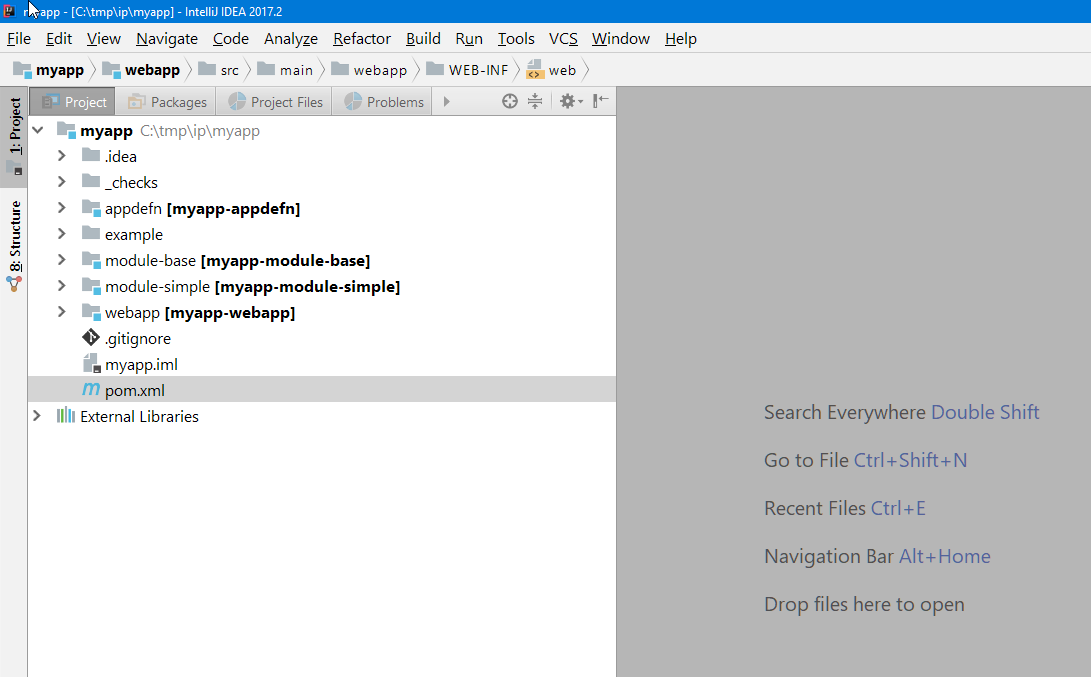 myapp - [C:\tmp\ip\myapp] - IntelliJ IDEA 2017.2
File Edit View Navigate Code Analyze Refactor Build Run Tools VCS Window Help
myapp webapp src main webapp WEB-INF web
Project Packages Project Files Problems
1: Project
8: Structure
myapp C:\tmp\ip\myapp
.idea
_checks
appdefn [myapp-appdefn]
example
module-base [myapp-module-base]
module-simple [myapp-module-simple]
webapp [myapp-webapp]
.gitignore
myapp.iml
pom.xml
External Libraries
Search Everywhere Double Shift
Go to File Ctrl+Shift+N
Recent Files Ctrl+E
Navigation Bar Alt+Home
Drop files here to open